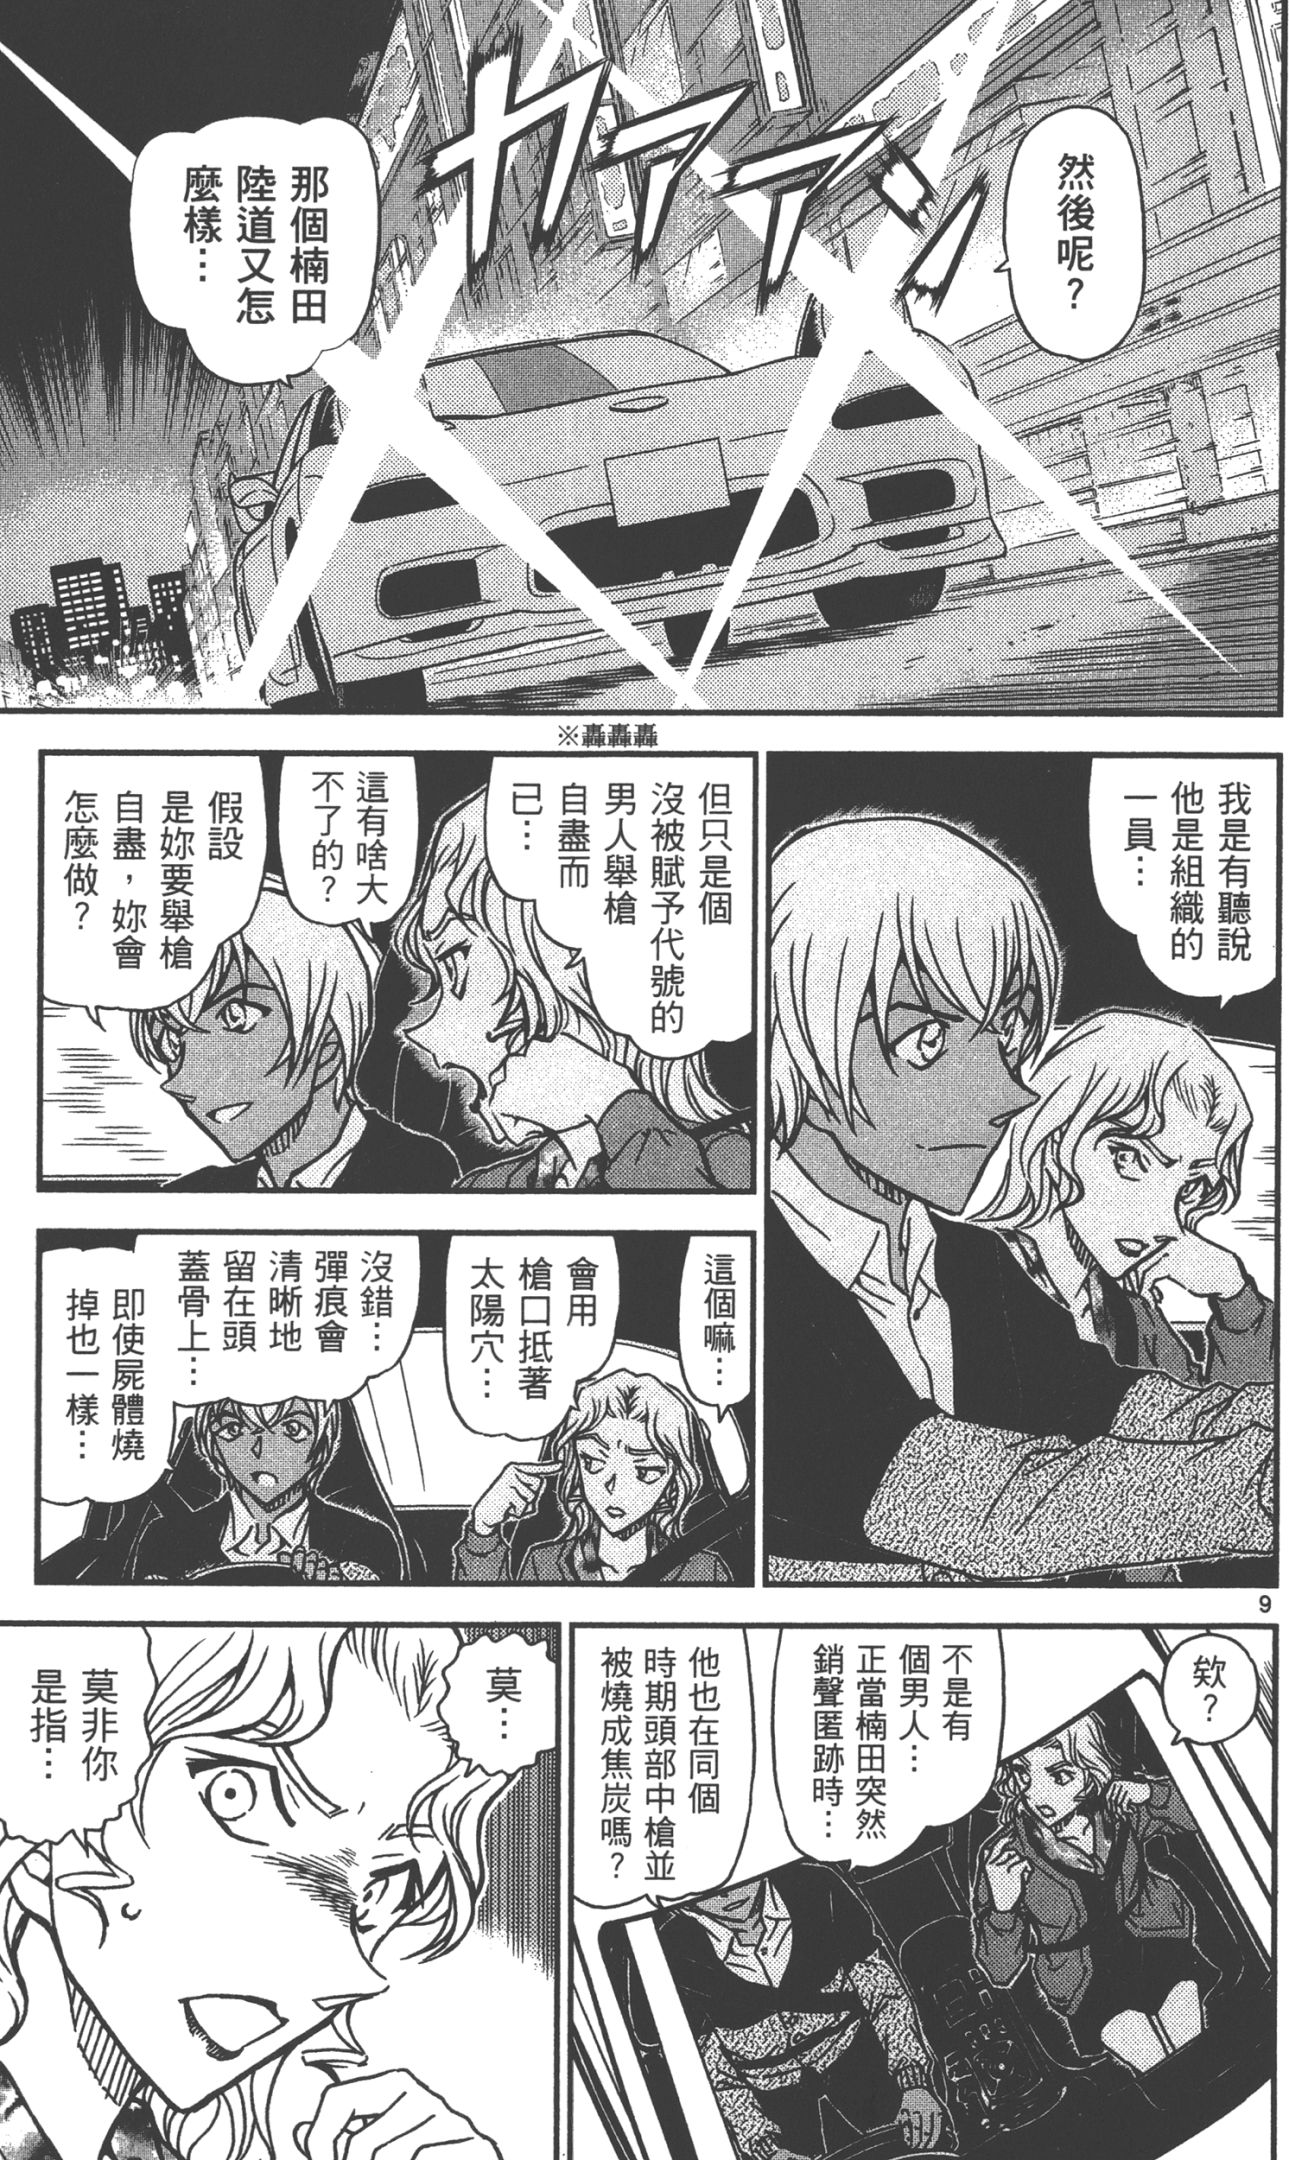 然後呢？
カァァァッ
那個楠田
陸道又怎
麼樣…
※轟轟轟
我是有聽說
他是組織的
一員…
但只是個
沒被賦予代號的
男人舉槍
自盡而
已…
這有啥大
不了的？
假設
是妳要舉槍
自盡，妳會
怎麼做？
這個嘛…
會用
槍口抵著
太陽穴…
沒錯…
彈痕會
清晰地
留在頭
蓋骨上…
即使屍體燒
掉也一樣…
9
欸？
不是有
個男人…
正當楠田突然
銷聲匿跡時…
他也在同個
時期頭部中槍並
被燒成焦炭嗎？
莫…
莫非你
是指…